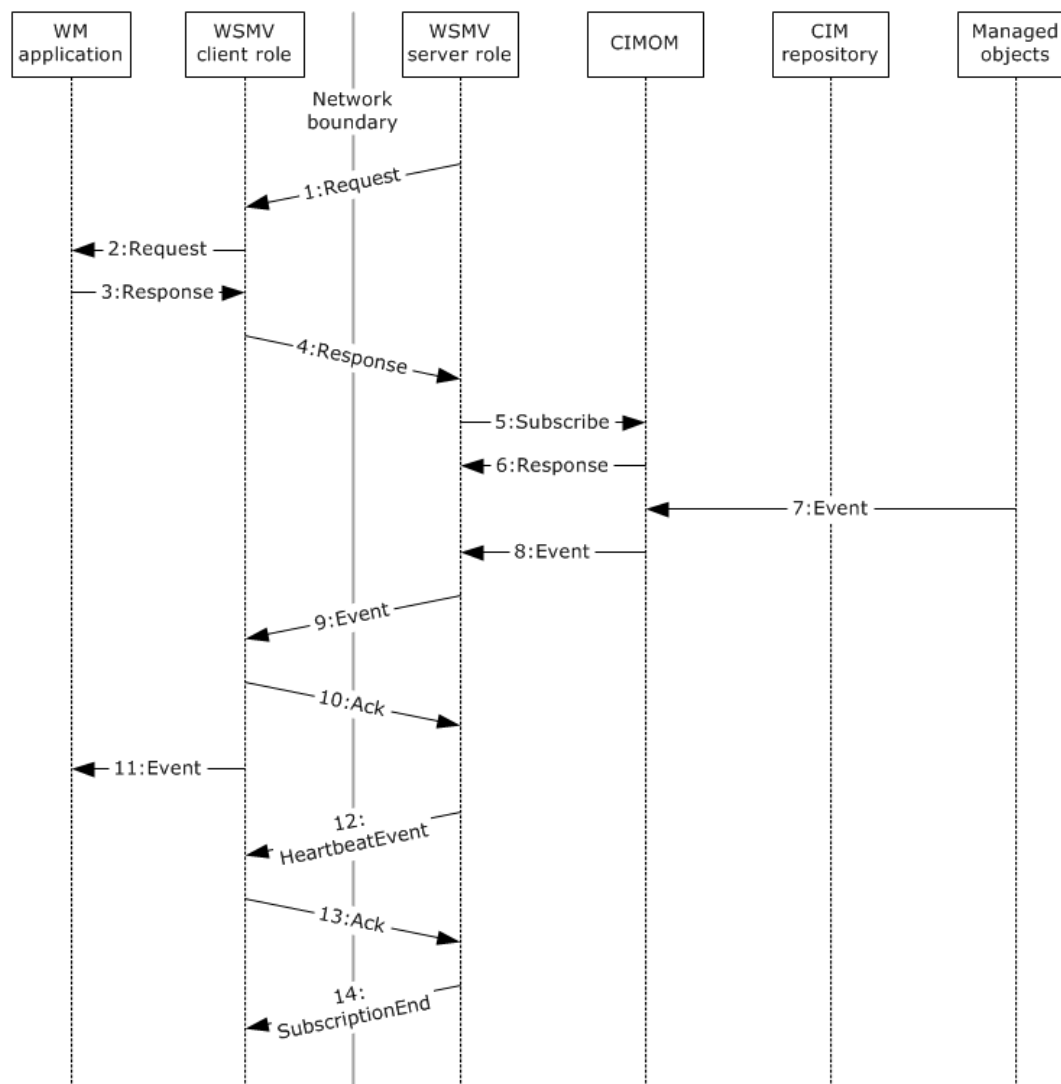 WM
application
WSMV
client role
WSMV
server role
CIMOM
CIM
repository
Managed
objects
Network
boundary
1:Request
2:Request
3:Response
4:Response
5:Subscribe
6:Response
7:Event
8:Event
9:Event
10:Ack
11:Event
12:
HeartbeatEvent
13:Ack
14:
SubscriptionEnd